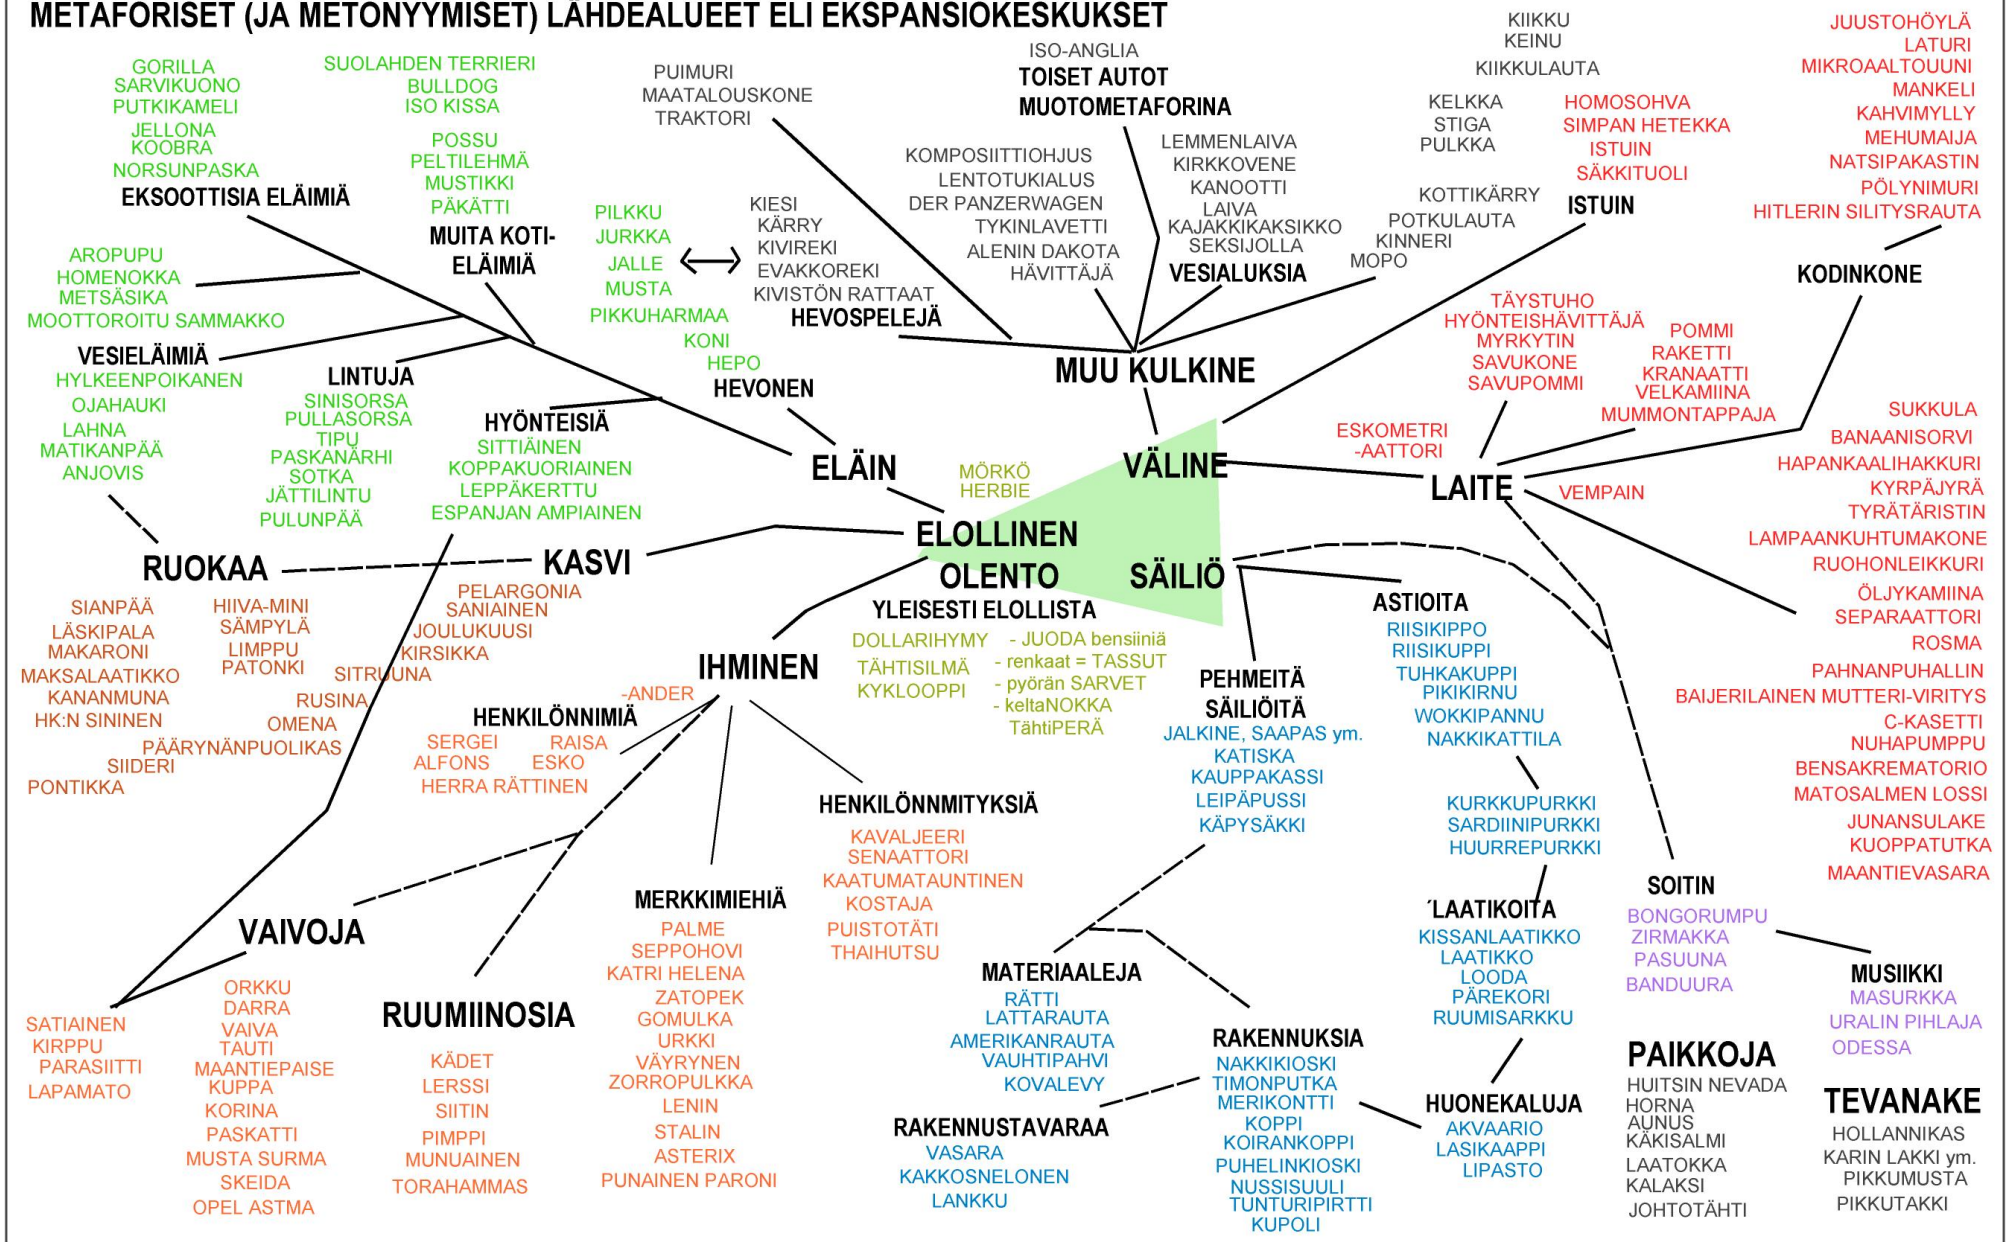 METAFORISET (JA METONYYMISET) LÄHDEALUEET ELI EKSPANSIOKESKUKSET
GORILLA
SARVIKUONO
PUTKIKAMELI
JELLONA
KOOBRA
NORSUNPASKA
EKSOOTTISIA ELÄIMIÄ
SUOLAHDEN TERRIERI
BULLDOG
ISO KISSA
POSSU
PELTILEHMÄ
MUSTIKKI
PÄKÄTTI
MUITA KOTI-
ELÄIMIÄ
AROPUPU
HOMENOKKA
METSÄSIKA
MOOTTOROITU SAMMAKKO
VESIELÄIMIÄ
HYLKEENPOIKANEN
OJAHAUKI
LAHNA
MATIKANPÄÄ
ANJOVIS
LINTUJA
SINISORSA
PULLASORSA
TIPU
PASKANÄRHI
SOTKA
JÄTTILINTU
PULUNPÄÄ
HYÖNTEISIÄ
SITTIÄINEN
KOPPAKUORIAINEN
LEPPÄKERTTU
ESPANJAN AMPIAINEN
PILKKU
JURKKA
JALLE
MUSTA
PIKKUHARMAA
KONI
HEPO
HEVONEN
ELÄIN
PUIMURI
MAATALOUSKONE
TRAKTORI
KIESI
KÄRRY
KIVIREKI
EVAKKOREKI
KIVISTÖN RATTAAT
HEVOSPELEJÄ
ISO-ANGLIA
TOISET AUTOT
MUOTOMETAFORINA
KOMPOSIITTIOHJUS
LENTOTUKIALUS
DER PANZERWAGEN
TYKINLAVETTI
ALENIN DAKOTA
HÄVITTÄJÄ
LEMMENLAIVA
KIRKKOVENE
KANOOTTI
LAIVA
KAJAKKIKAKSIKKO
SEKSIJOLLA
VESIALUKSIA
KIIKKU
KEINU
KIIKKULAUTA
KELKKA
STIGA
PULKKA
KOTTIKÄRRY
POTKULAUTA
KINNERI
MOPO
MUU KULKINE
HOMOSOHVA
SIMPAN HETEKKA
ISTUIN
SÄKKITUOLI
ISTUIN
JUUSTOHÖYLÄ
LATURI
MIKROAALTOUUNI
MANKELI
KAHVIMYLLY
MEHUMAIJA
NATSIPAKASTIN
PÖLYNIMURI
HITLERIN SILITYSRAUTA
KODINKONE
TÄYSTUHO
HYÖNTEISHÄVITTÄJÄ
MYRKYTIN
SAVUKONE
SAVUPOMMI
POMMI
RAKETTI
KRANAATTI
VELKAMIINA
MUMMONTAPPAJA
ESKOMETRI
-AATTORI
VÄLINE
LAITE
VEMPAIN
SUKKULA
BANAANISORVI
HAPANKAALIHAKKURI
KYRPÄJYRÄ
TYRÄTÄRISTIN
LAMPAANKUHTUMAKONE
RUOHONLEIKKURI
ÖLJYKAMIINA
SEPARAATTORI
ROSMA
PAHNANPUHALLIN
BAIJERILAINEN MUTTERI-VIRITYS
C-KASETTI
NUHAPUMPPU
BENSAKREMATORIO
MATOSALMEN LOSSI
JUNANSULAKE
KUOPPATUTKA
MAANTIEVASARA
MÖRKÖ
HERBIE
ELOLLINEN
OLENTO
SÄILIÖ
YLEISESTI ELOLLISTA
DOLLARIHYMY
TÄHTISILMÄ
KYKLOOPPI
- JUODA bensiiniä
- renkaat = TASSUT
- pyörän SARVET
- keltaNOKKA
TähtiPERÄ
RUOKAA
KASVI
SIANPÄÄ
LÄSKIPALA
MAKARONI
MAKSALAATIKKO
KANANMUNA
HK:N SININEN
HIIVA-MINI
SÄMPYLÄ
LIMPPU
PATONKI
PELARGONIA
SANIAINEN
JOULUKUUSI
KIRSIKKA
SITRUUNA
RUSINA
OMENA
PÄÄRYNÄNPUOLIKAS
SIIDERI
PONTIKKA
IHMINEN
-ANDER
HENKILÖNNIMIÄ
SERGEI
RAISA
ALFONS
ESKO
HERRA RÄTTINEN
HENKILÖNNMITYKSIÄ
KAVALJEERI
SENAATTORI
KAATUMATAUNTINEN
KOSTAJA
PUISTOTÄTI
THAIHUTSU
MERKKIMIEHIÄ
PALME
SEPPOHOVI
KATRI HELENA
ZATOPEK
GOMULKA
URKKI
VÄYRYNEN
ZORROPULKKA
LENIN
STALIN
ASTERIX
PUNAINEN PARONI
VAIVOJA
SATIAINEN
KIRPPU
PARASIITTI
LAPAMATO
ORKKU
DARRA
VAIVA
TAUTI
MAANTIEPAISE
KUPPA
KORINA
PASKATTI
MUSTA SURMA
SKEIDA
OPEL ASTMA
RUUMIINOSIA
KÄDET
LERSSI
SIITIN
PIMPPI
MUNUAINEN
TORAHAMMAS
PEHMEITÄ
SÄILIÖITÄ
JALKINE, SAAPAS ym.
KATISKA
KAUPPAKASSI
LEIPÄPUSSI
KÄPYSÄKKI
ASTIOITA
RIISIKIPPO
RIISIKUPPI
TUHKAKUPPI
PIKIKIRNU
WOKKIPANNU
NAKKIKATTILA
KURKKUPURKKI
SARDIINIPURKKI
HUURREPURKKI
´LAATIKOITA
KISSANLAATIKKO
LAATIKKO
LOODA
PÄREKORI
RUUMISARKKU
MATERIAALEJA
RÄTTI
LATTARAUTA
AMERIKANRAUTA
VAUHTIPAHVI
KOVALEVY
RAKENNUSTAVARAA
VASARA
KAKKOSNELONEN
LANKKU
RAKENNUKSIA
NAKKIKIOSKI
TIMONPUTKA
MERIKONTTI
KOPPI
KOIRANKOPPI
PUHELINKIOSKI
NUSSISUULI
TUNTURIPIRTTI
KUPOLI
HUONEKALUJA
AKVAARIO
LASIKAAPPI
LIPASTO
SOITIN
BONGORUMPU
ZIRMAKKA
PASUUNA
BANDUURA
MUSIIKKI
MASURKKA
URALIN PIHLAJA
ODESSA
PAIKKOJA
HUITSIN NEVADA
HORNA
AUNUS
KÄKISALMI
LAATOKKA
KALAKSI
JOHTOTÄHTI
TEVANAKE
HOLLANNIKAS
KARIN LAKKI ym.
PIKKUMUSTA
PIKKUTAKKI